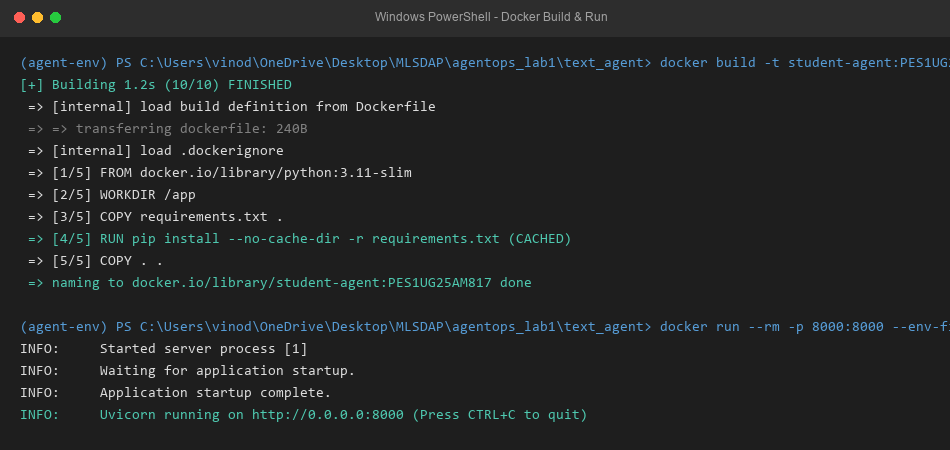 Windows PowerShell - Docker Build & Run
(agent-env) PS C:\Users\vinod\OneDrive\Desktop\MLSDAP\agentops_lab1\text_agent> docker build -t student-agent:PES1UG
[+] Building 1.2s (10/10) FINISHED
=> [internal] load build definition from Dockerfile
=> => transferring dockerfile: 240B
=> [internal] load .dockerignore
=> [1/5] FROM docker.io/library/python:3.11-slim
=> [2/5] WORKDIR /app
=> [3/5] COPY requirements.txt .
=> [4/5] RUN pip install --no-cache-dir -r requirements.txt (CACHED)
=> [5/5] COPY . .
=> naming to docker.io/library/student-agent:PES1UG25AM817 done
(agent-env) PS C:\Users\vinod\OneDrive\Desktop\MLSDAP\agentops_lab1\text_agent> docker run --rm -p 8000:8000 --env-f
INFO:     Started server process [1]
INFO:     Waiting for application startup.
INFO:     Application startup complete.
INFO:     Uvicorn running on http://0.0.0.0:8000 (Press CTRL+C to quit)